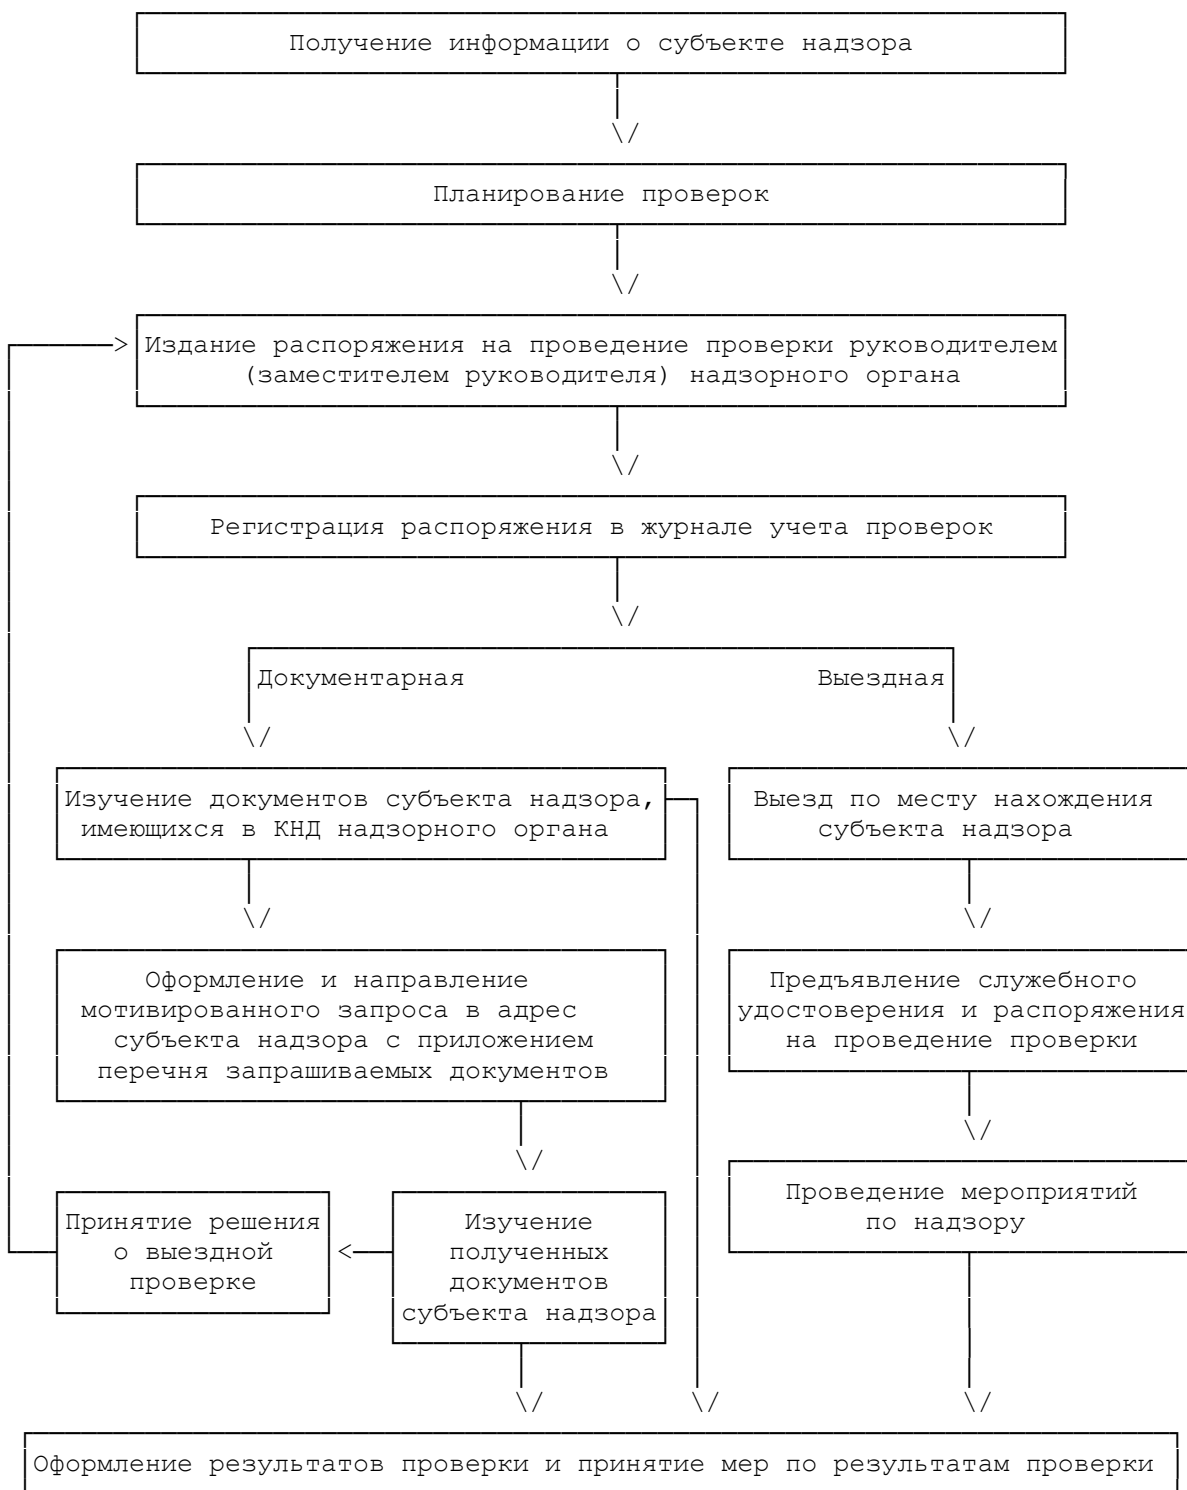 Получение информации о субъекте надзора
Планирование проверок
Издание распоряжения на проведение проверки руководителем
(заместителем руководителя) надзорного органа
Регистрация распоряжения в журнале учета проверок
Документарная
Выездная
Изучение документов субъекта надзора,
имеющихся в КНД надзорного органа
Выезд по месту нахождения
субъекта надзора
Оформление и направление
мотивированного запроса в адрес
субъекта надзора с приложением
перечня запрашиваемых документов
Предъявление служебного
удостоверения и распоряжения
на проведение проверки
Принятие решения
о выездной
проверке
Изучение
полученных
документов
субъекта надзора
Проведение мероприятий
по надзору
Оформление результатов проверки и принятие мер по результатам проверки